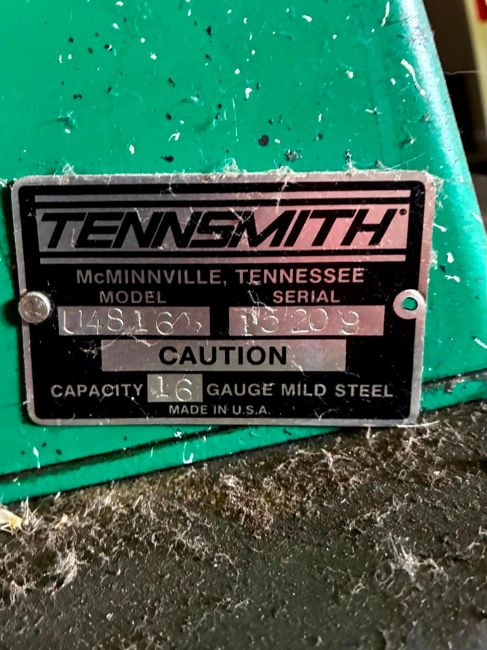 TENNSMITH®
McMINNVILLE, TENNESSEE
MODEL SERIAL
CAUTION
CAPACITY 16 GAUGE MILD STEEL
MADE IN U.S.A.